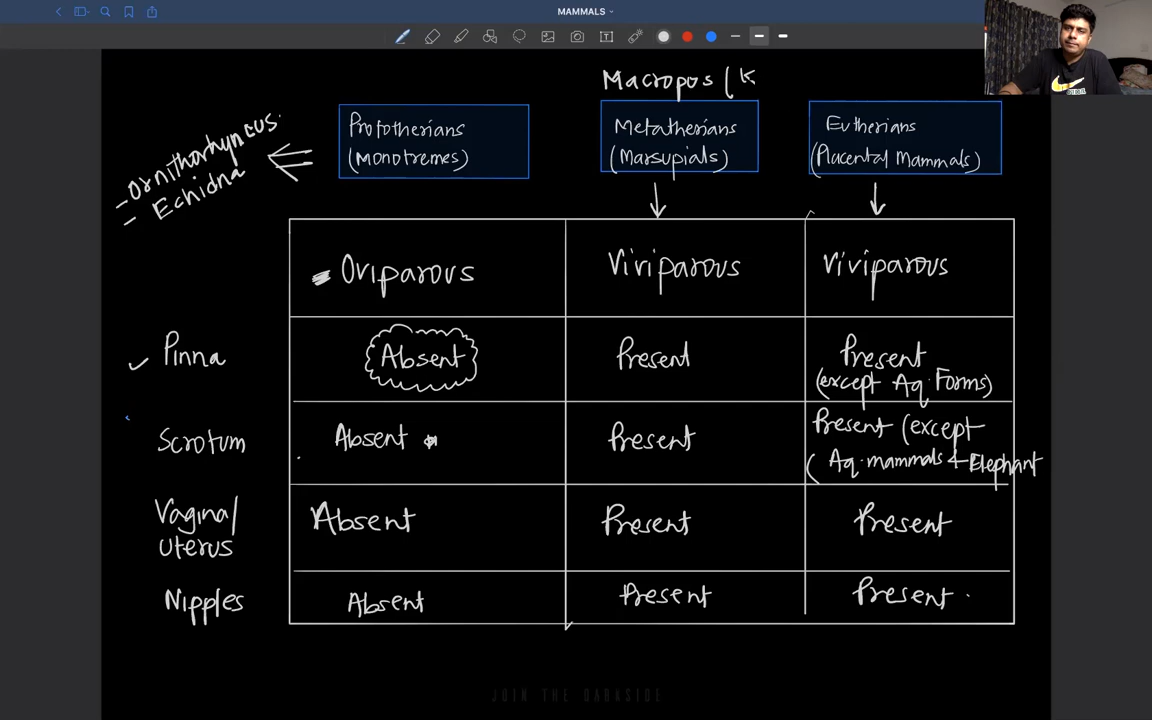 MAMMALS
Macropus (K
Prototherians
(Monotremes)
Metatherians
(Marsupials)
Eutherians
(Placental Mammals)
- Ornithorhyncus.
- Echidna
Oviparous
Viviparous
Viviparous
Pinna
Absent
Present
Present
(except Aq. Forms)
Scrotum
Absent
Present
Present (except
( Aq. mammals + Elephant
Vagina/
Uterus
Absent
Present
Present
Nipples
Absent
Present
Present
JOIN THE DARKSIDE